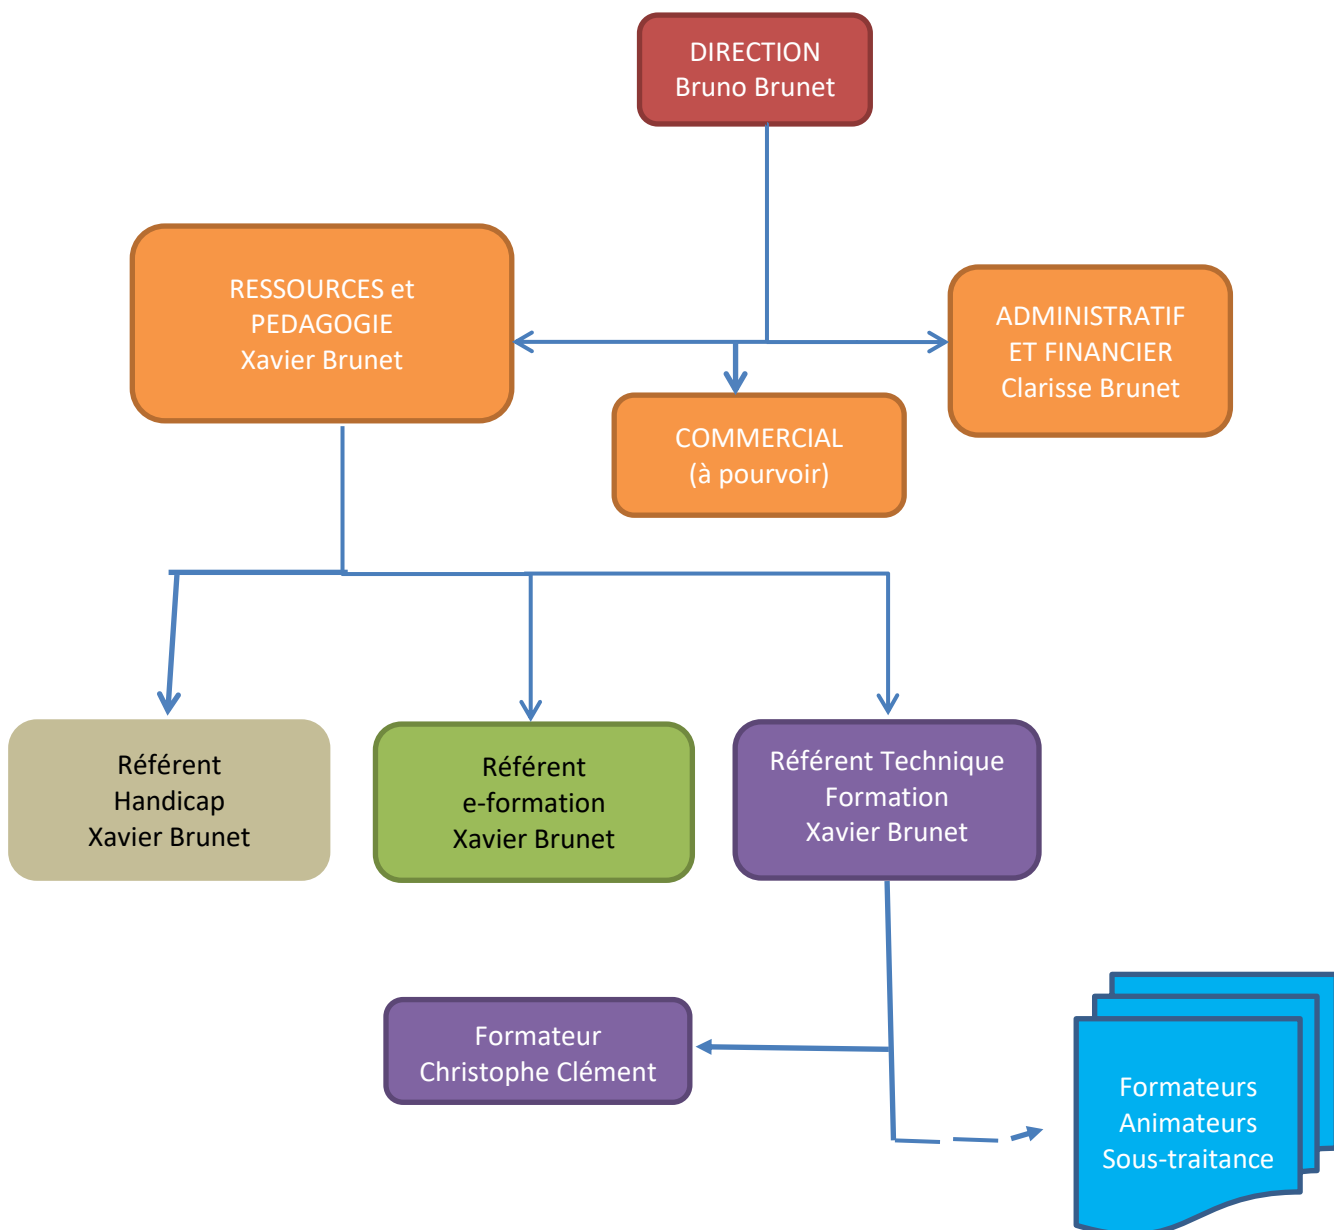 DIRECTION
Bruno Brunet
RESSOURCES et
PEDAGOGIE
Xavier Brunet
ADMINISTRATIF
ET FINANCIER
Clarisse Brunet
COMMERCIAL
(à pourvoir)
Référent
Handicap
Xavier Brunet
Référent
e-formation
Xavier Brunet
Référent Technique
Formation
Xavier Brunet
Formateur
Christophe Clément
Formateurs
Animateurs
Sous-traitance